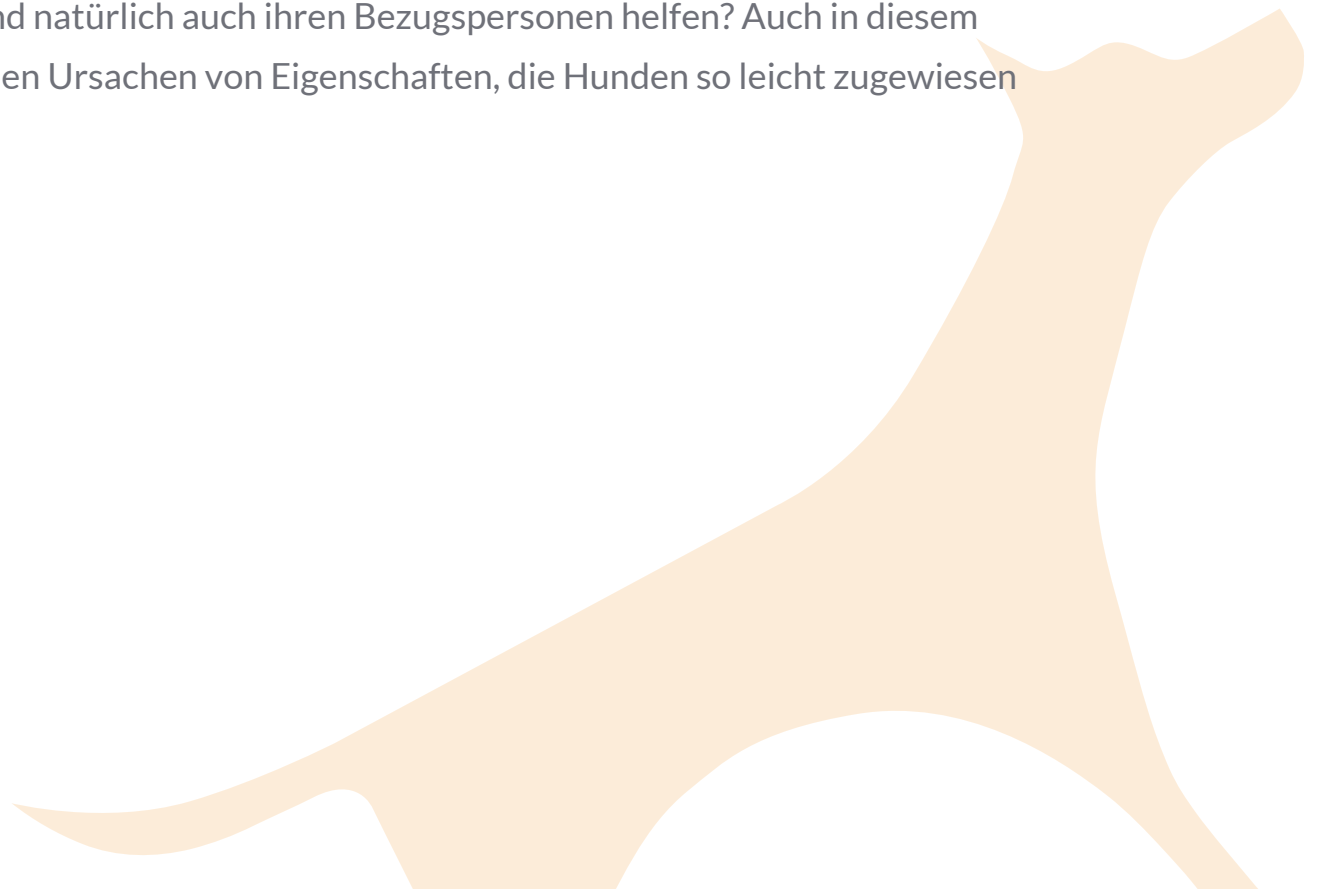 nd natürlich auch ihren Bezugspersonen helfen? Auch in diesem
en Ursachen von Eigenschaften, die Hunden so leicht zugewiesen